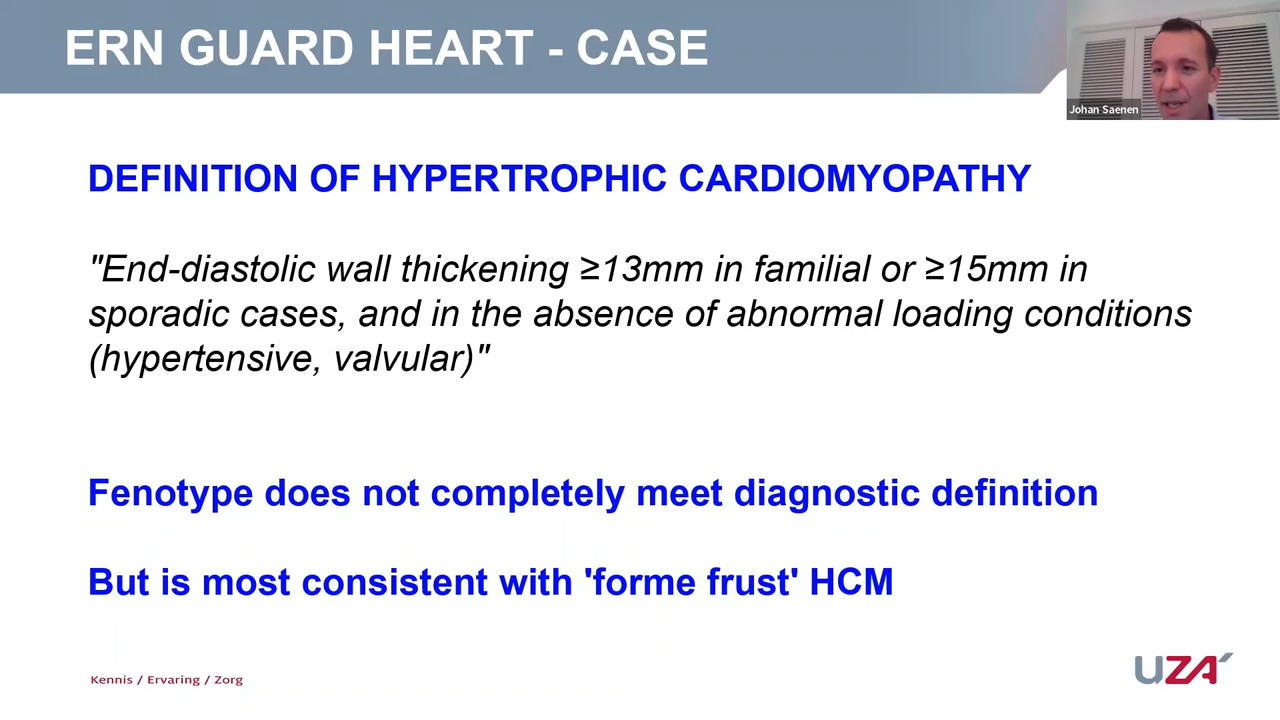 ERN GUARD HEART - CASE
Johan Saenen
DEFINITION OF HYPERTROPHIC CARDIOMYOPATHY
"End-diastolic wall thickening ≥13mm in familial or ≥15mm in
sporadic cases, and in the absence of abnormal loading conditions
(hypertensive, valvular)"
Fenotype does not completely meet diagnostic definition
But is most consistent with 'forme frust' HCM
Kennis / Ervaring / Zorg
UZA